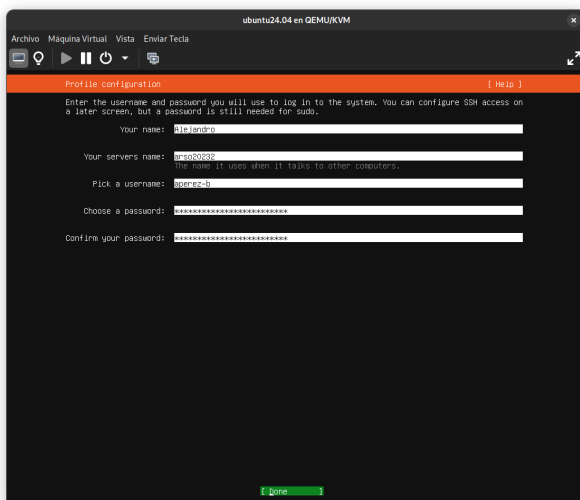 ubuntu24.04 en QEMU/KVM
Archivo Máquina Virtual Vista Enviar Tecla
Profile configuration [ Help ]
Enter the username and password you will use to log in to the system. You can configure SSH access on
a later screen, but a password is still needed for sudo.
Your name: Alejandro
Your servers name: arso20232
The name it uses when it talks to other computers.
Pick a username: aperez-b
Choose a password: **************************
Confirm your password: **************************
[ Done ]